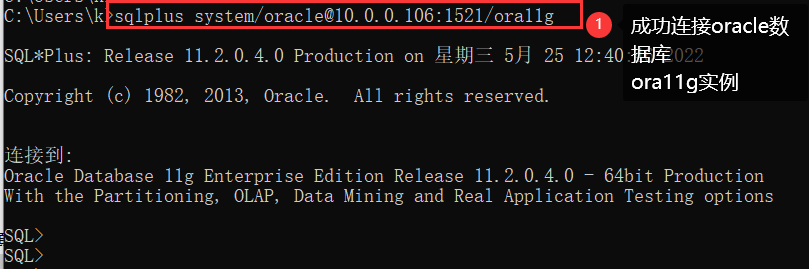 C:\Users\k>sqlplus system/oracle@10.0.0.106:1521/ora11g
1
成功连接oracle数据库
ora11g实例
SQL*Plus: Release 11.2.0.4.0 Production on 星期三 5月 25 12:40: 2022
Copyright (c) 1982, 2013, Oracle.  All rights reserved.
连接到:
Oracle Database 11g Enterprise Edition Release 11.2.0.4.0 - 64bit Production
With the Partitioning, OLAP, Data Mining and Real Application Testing options
SQL>
SQL>